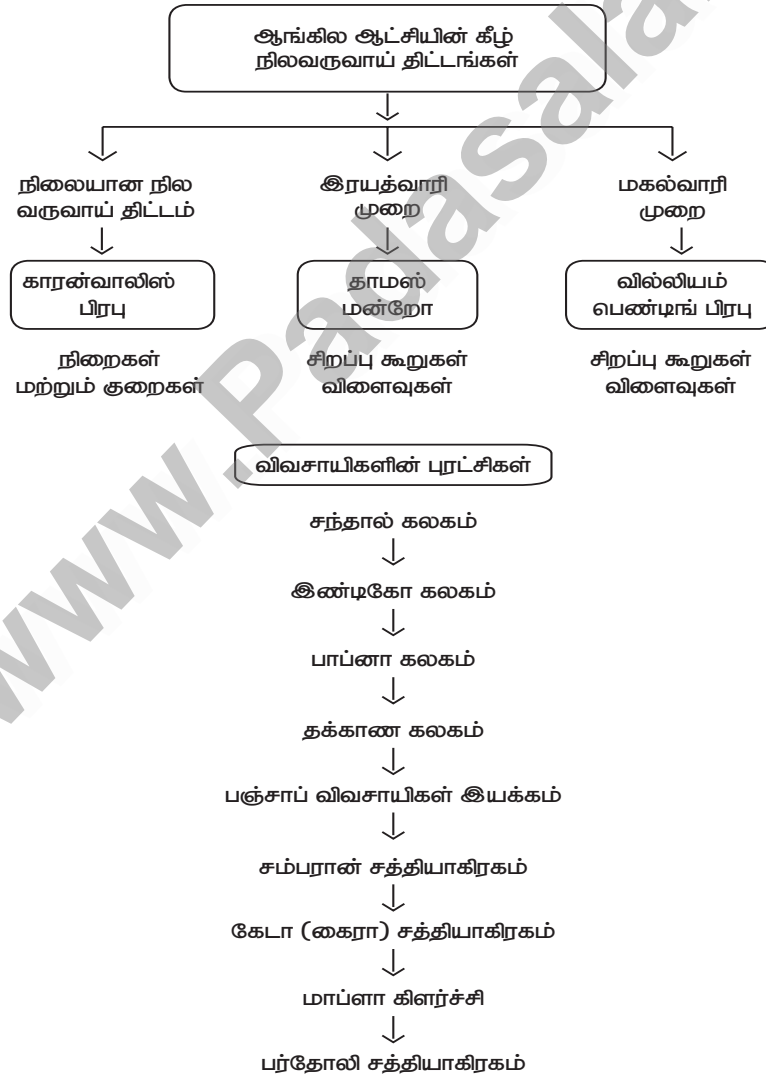 ஆங்கில ஆட்சியின் கீழ்
நிலவருவாய் திட்டங்கள்
நிலையான நில
வருவாய் திட்டம்
காரன்வாலிஸ்
பிரபு
நிறைகள்
மற்றும் குறைகள்
இரயத்வாரி
முறை
தாமஸ்
மன்றோ
சிறப்பு கூறுகள்
விளைவுகள்
மகல்வாரி
முறை
வில்லியம்
பெண்டிங் பிரபு
சிறப்பு கூறுகள்
விளைவுகள்
விவசாயிகளின் புரட்சிகள்
சந்தால் கலகம்
இண்டிகோ கலகம்
பாப்னா கலகம்
தக்காண கலகம்
பஞ்சாப் விவசாயிகள் இயக்கம்
சம்பரான் சத்தியாகிரகம்
கேடா (கைரா) சத்தியாகிரகம்
மாப்ளா கிளர்ச்சி
பர்தோலி சத்தியாகிரகம்
www.Padasalai